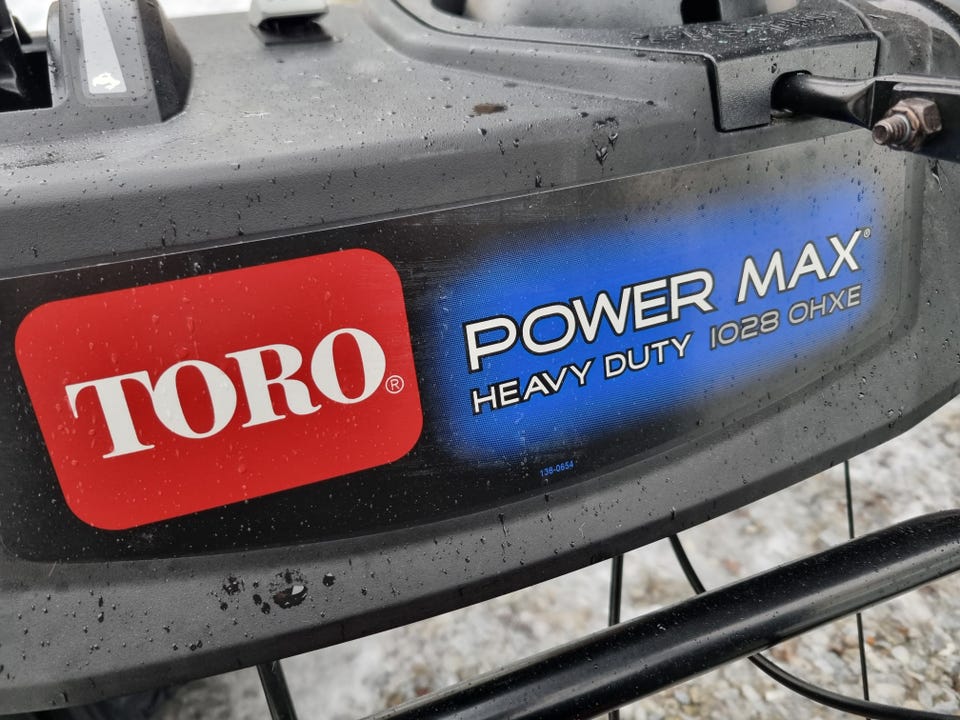 TORO®
POWER MAX®
HEAVY DUTY 1028 OHXE
138-0654